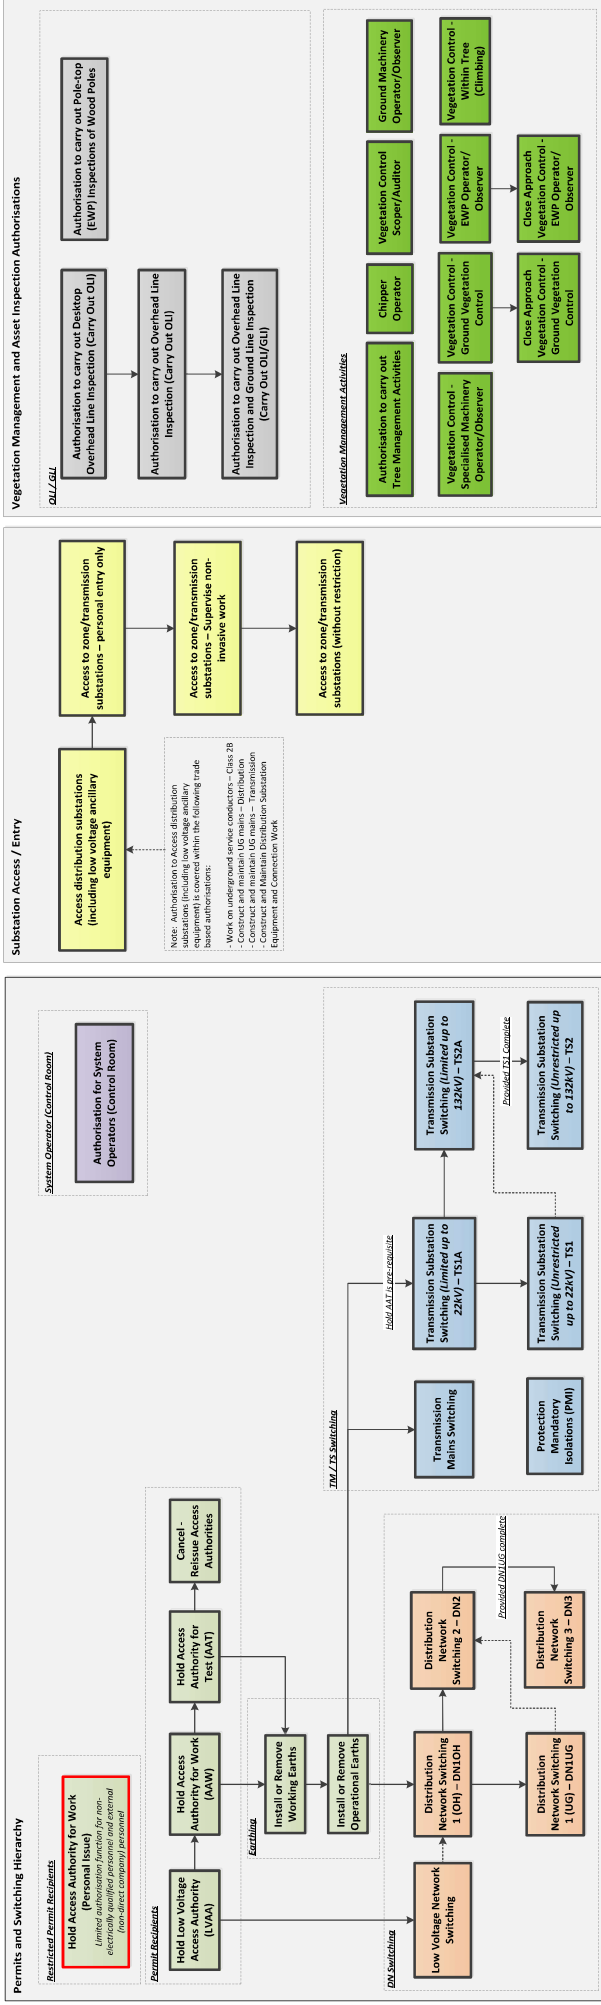 Permits and Switching Hierarchy
Restricted Permit Recipients
Hold Access Authority for Work
(Personal Issue)
Limited authorisation function for non-
electrically qualified personnel and external
(non-direct company) personnel
Permit Recipients
Hold Low Voltage
Access Authority
(LVAA)
Hold Access
Authority for Work
(AAW)
Hold Access
Authority for
Test (AAT)
Cancel -
Reissue Access
Authorities
Earthing
Install or Remove
Working Earths
Install or Remove
Operational Earths
DN Switching
Low Voltage Network
Switching
Distribution
Network Switching
1 (OH) – DN1OH
Distribution
Network
Switching 2 – DN2
Distribution
Network Switching
1 (UG) – DN1UG
Distribution
Network
Switching 3 – DN3
Provided DN1UG complete
System Operator (Control Room)
Authorisation for System
Operators (Control Room)
TM / TS Switching
Hold AAT is pre-requisite
Transmission
Mains Switching
Transmission Substation
Switching (Limited up to
22kV) – TS1A
Transmission Substation
Switching (Limited up to
132kV) – TS2A
Provided TS1 Complete
Protection
Mandatory
Isolations (PMI)
Transmission Substation
Switching (Unrestricted
up to 22kV) – TS1
Transmission Substation
Switching (Unrestricted up
to 132kV) – TS2
Substation Access / Entry
Access distribution substations
(including low voltage ancillary
equipment)
Access to zone/transmission
substations – personal entry only
Access to zone/transmission
substations – Supervise non-
invasive work
Access to zone/transmission
substations (without restriction)
Note: Authorisation to Access distribution
substations (including low voltage ancillary
equipment) is covered within the following trade
based authorisations:
- Work on underground service conductors – Class 2B
- Construct and maintain UG mains – Distribution
- Construct and maintain UG mains – Transmission
- Construct and Maintain Distribution Substation
Equipment and Connection Work
Vegetation Management and Asset Inspection Authorisations
OLI / GLI
Authorisation to carry out Desktop
Overhead Line Inspection (Carry Out OLI)
Authorisation to carry out Pole-top
(EWP) Inspections of Wood Poles
Authorisation to carry out Overhead Line
Inspection (Carry Out OLI)
Authorisation to carry out Overhead Line
Inspection and Ground Line Inspection
(Carry Out OLI/GLI)
Vegetation Management Activities
Authorisation to carry out
Tree Management Activities
Chipper
Operator
Vegetation Control
Scoper/Auditor
Ground Machinery
Operator/Observer
Vegetation Control -
Specialised Machinery
Operator/Observer
Vegetation Control -
Ground Vegetation
Control
Vegetation Control -
EWP Operator/
Observer
Vegetation Control -
Within Tree
(Climbing)
Close Approach
Vegetation Control -
Ground Vegetation
Control
Close Approach
Vegetation Control -
EWP Operator/
Observer